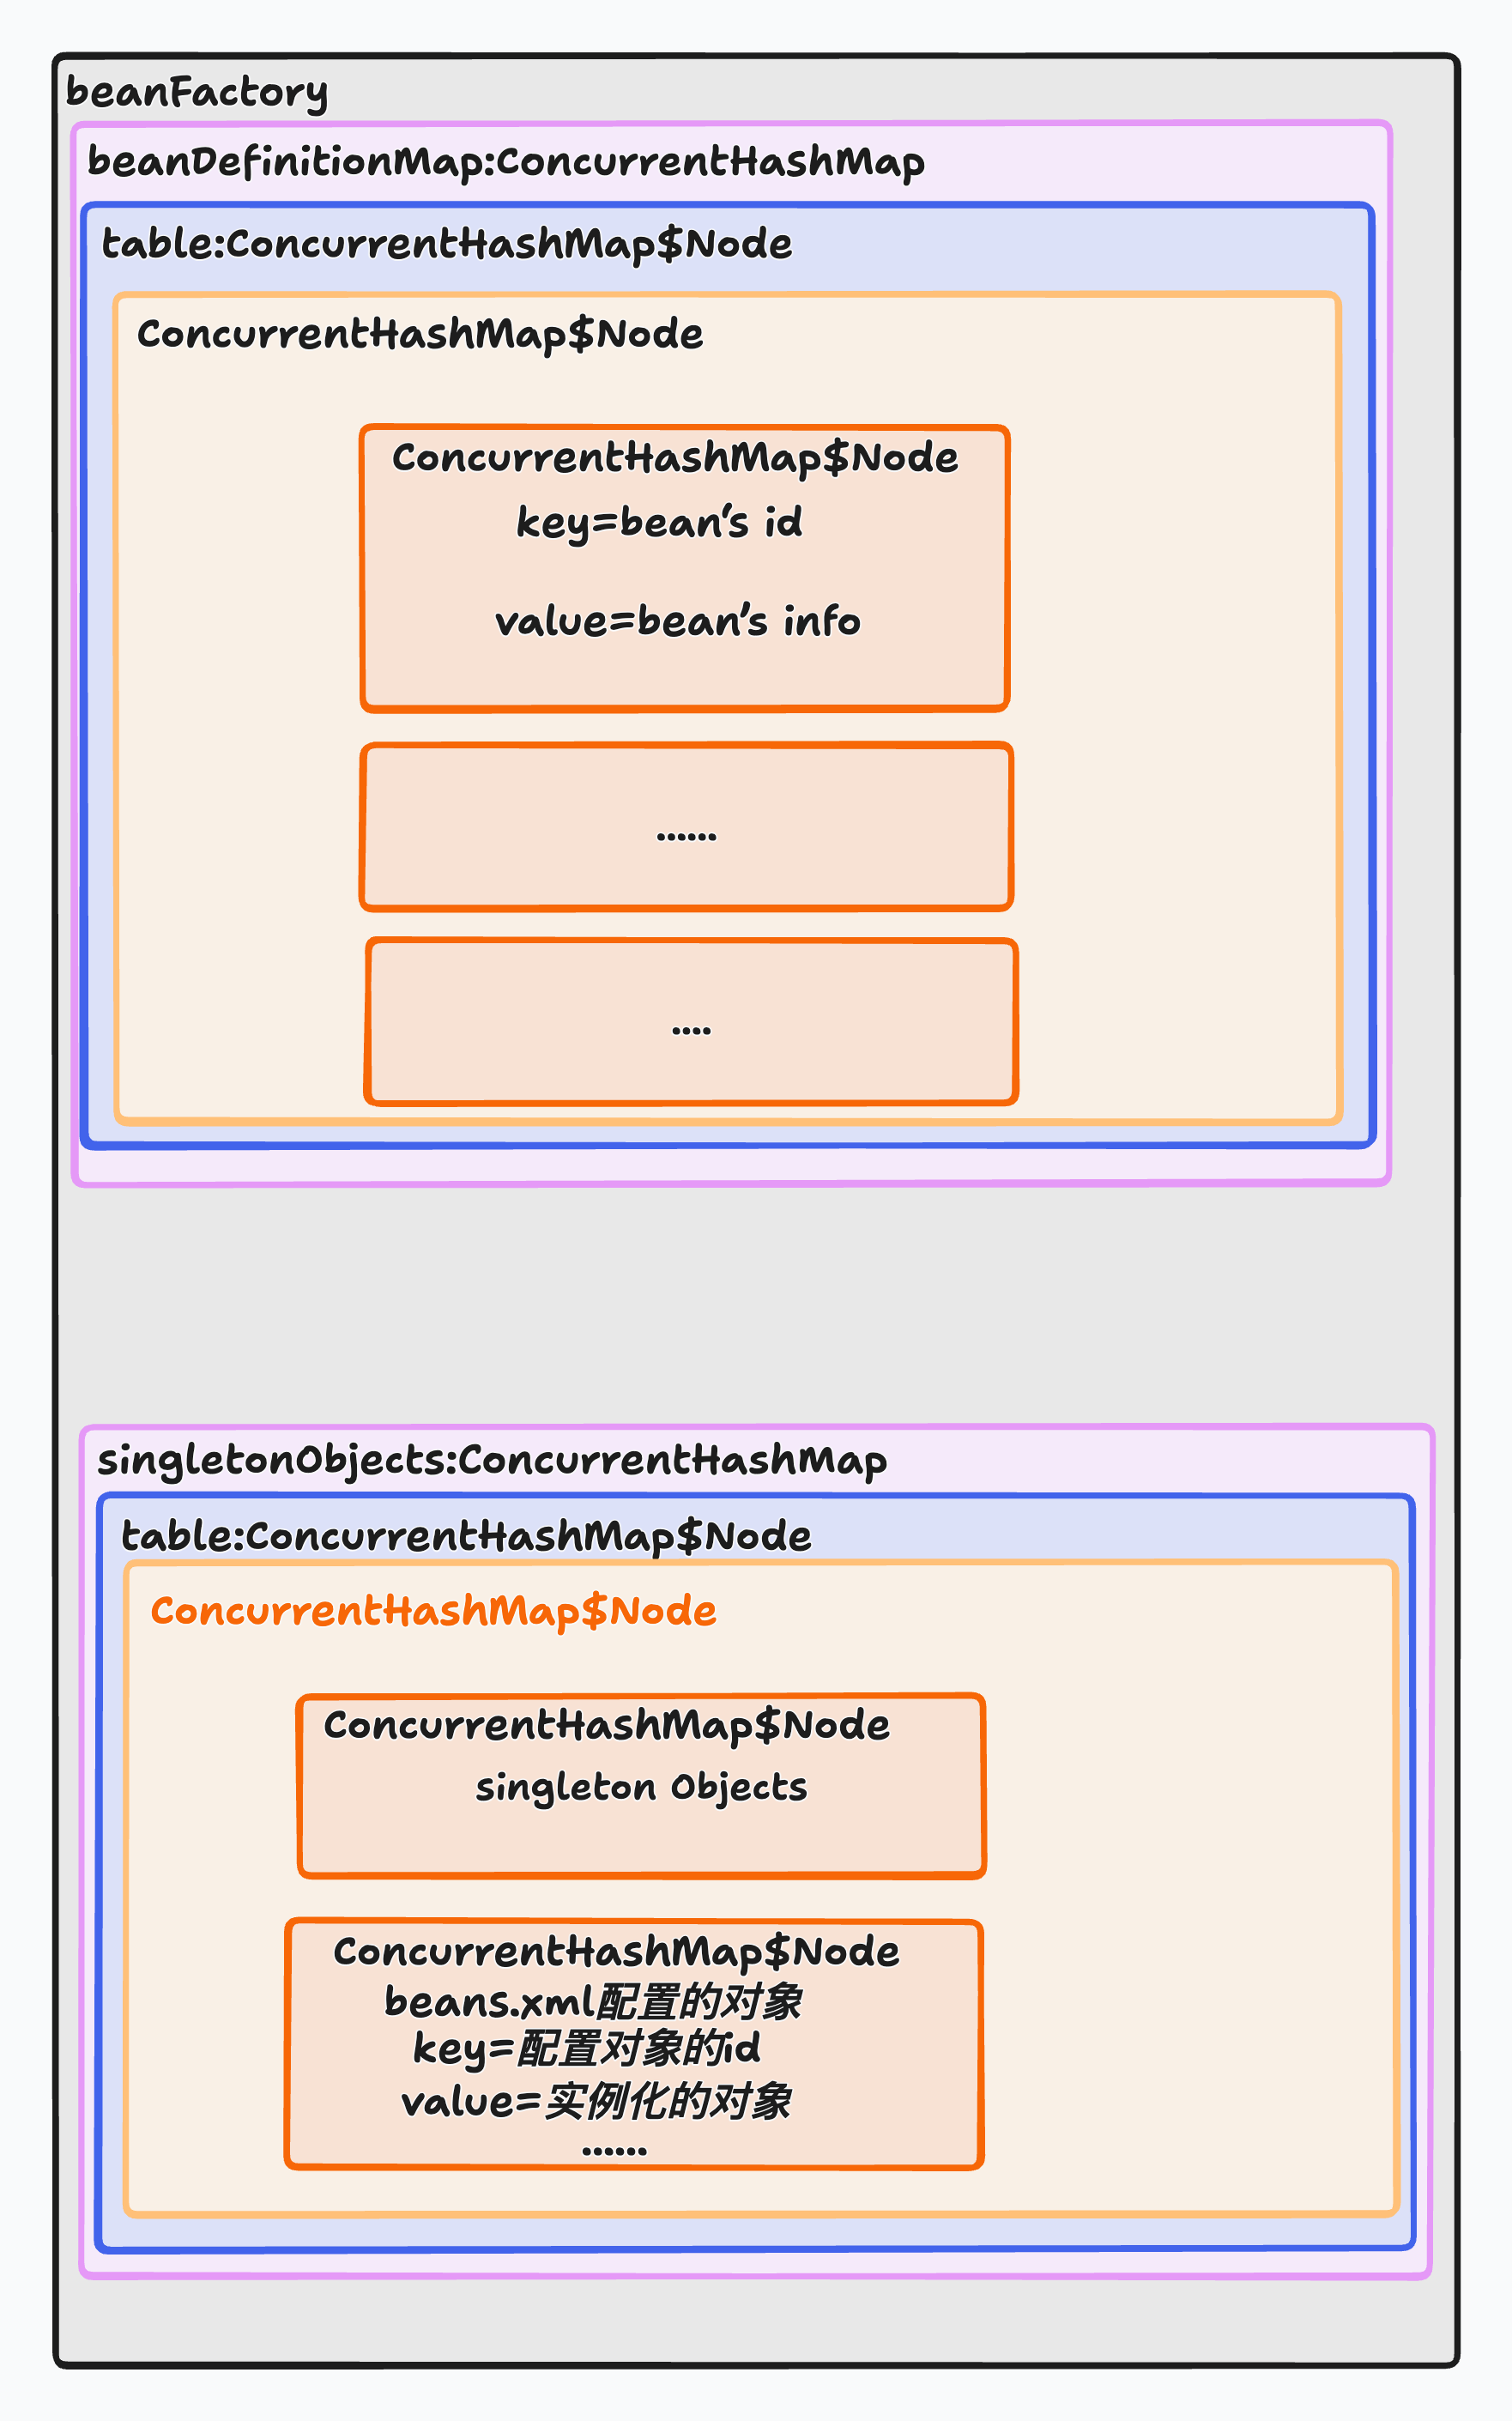 beanFactory
beanDefinitionMap:ConcurrentHashMap
table:ConcurrentHashMap$Node
ConcurrentHashMap$Node
ConcurrentHashMap$Node
key=bean's id
value=bean's info
......
....
singletonObjects:ConcurrentHashMap
table:ConcurrentHashMap$Node
ConcurrentHashMap$Node
ConcurrentHashMap$Node
singleton Objects
ConcurrentHashMap$Node
beans.xml配置的对象
key=配置对象的id
value=实例化的对象
......